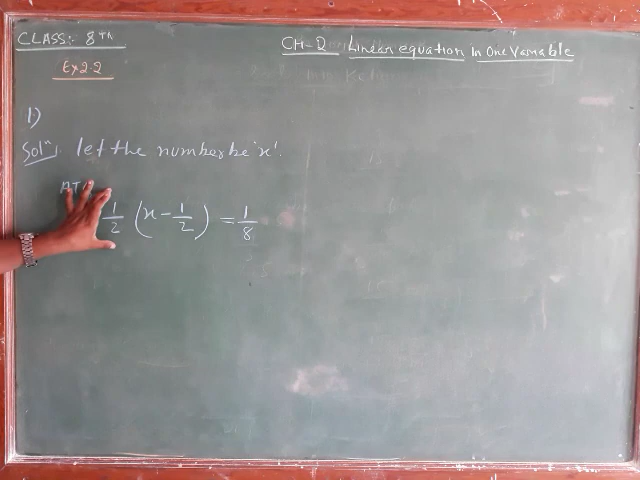 CLASS:- 8TH
CH-2 Linear equation in One Variable
Ex 2.2
1)
Solⁿ. let the number be 'x'.
AT
1/2 (x - 1/2) = 1/8